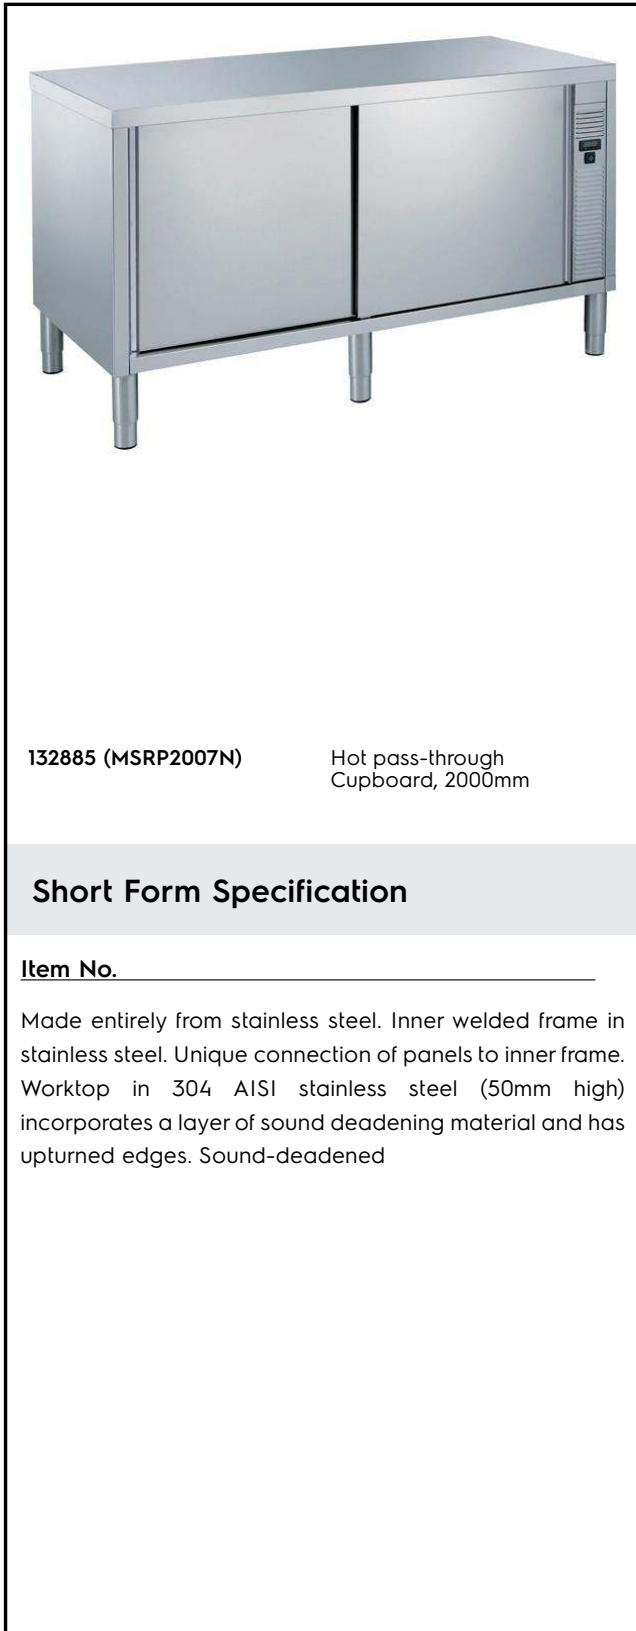 132885 (MSRP2007N)
Hot pass-through
Cupboard, 2000mm
Short Form Specification
Item No.
Made entirely from stainless steel. Inner welded frame in
stainless steel. Unique connection of panels to inner frame.
Worktop in 304 AISI stainless steel (50mm high)
incorporates a layer of sound deadening material and has
upturned edges. Sound-deadened